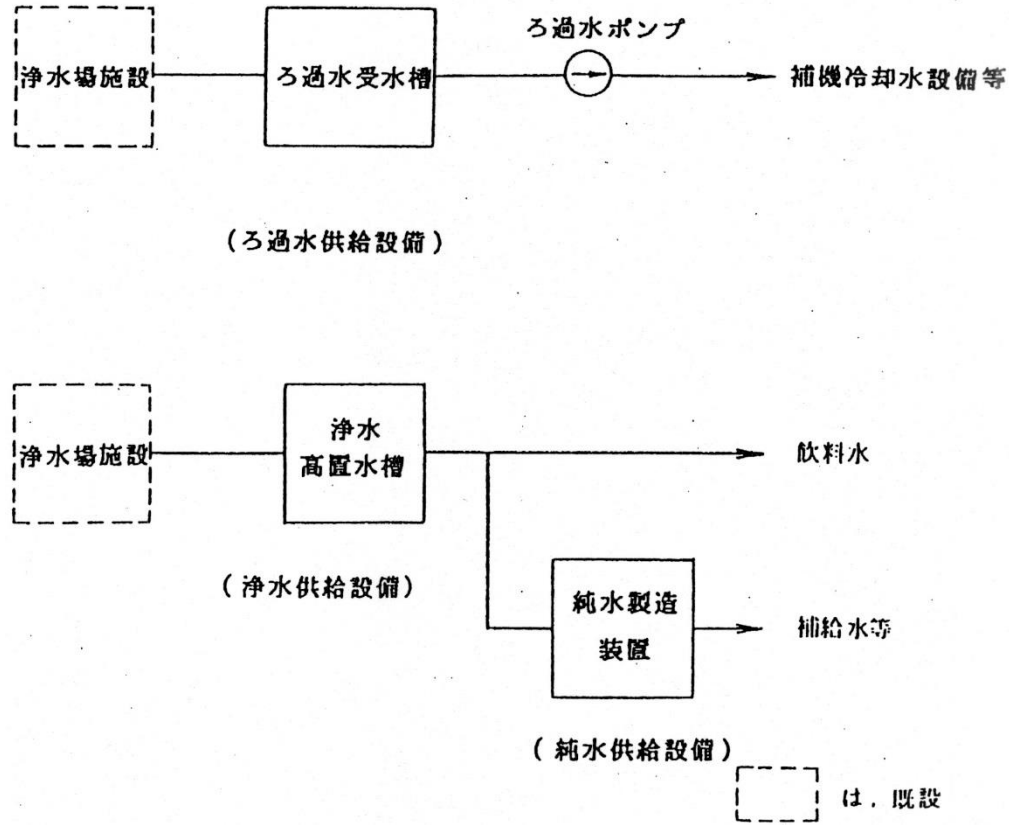 ろ過水ポンプ
浄水場施設
ろ過水受水槽
補機冷却水設備等
(ろ過水供給設備)
浄水場施設
浄水
高置水槽
飲料水
(浄水供給設備)
純水製造
装置
補給水等
(純水供給設備)
は,既設